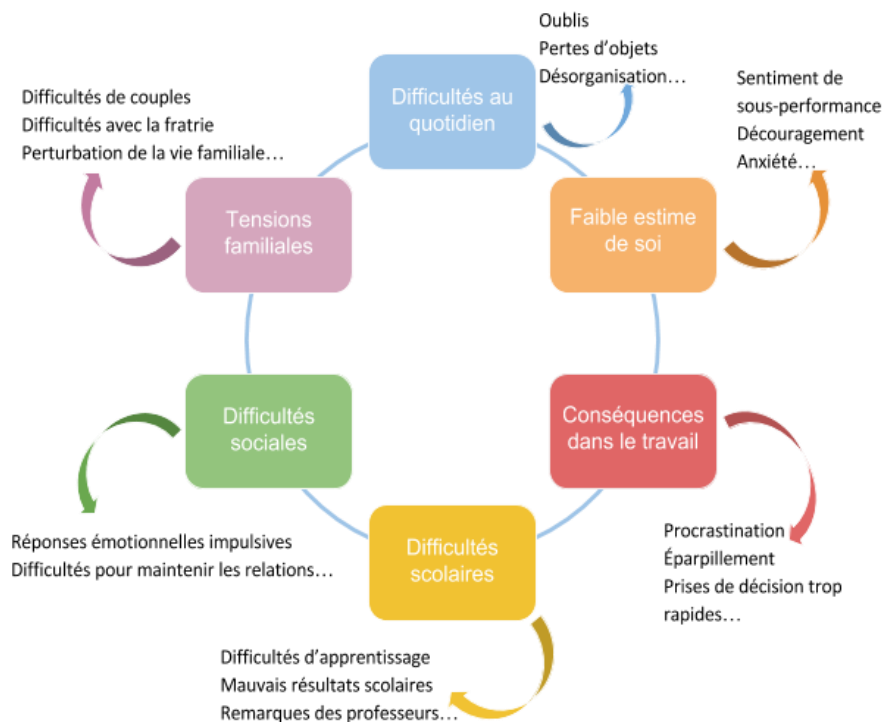 Difficultés au
quotidien
Oublis
Pertes d'objets
Désorganisation…
Faible estime
de soi
Sentiment de
sous-performance
Découragement
Anxiété…
Conséquences
dans le travail
Procrastination
Éparpillement
Prises de décision trop
rapides…
Difficultés
scolaires
Difficultés d'apprentissage
Mauvais résultats scolaires
Remarques des professeurs…
Difficultés
sociales
Réponses émotionnelles impulsives
Difficultés pour maintenir les relations…
Tensions
familiales
Difficultés de couples
Difficultés avec la fratrie
Perturbation de la vie familiale…